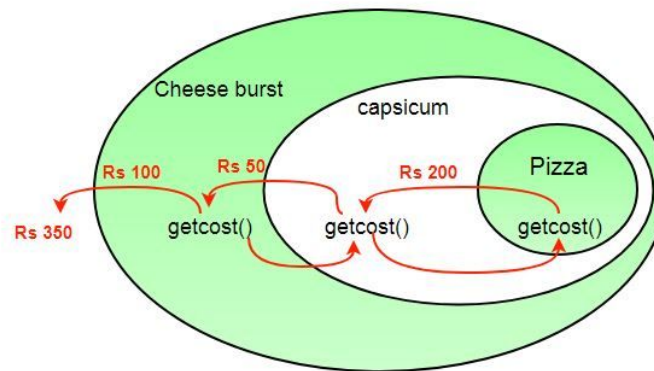 Cheese burst
capsicum
Pizza
Rs 100
Rs 50
Rs 200
Rs 350
getcost()
getcost()
getcost()